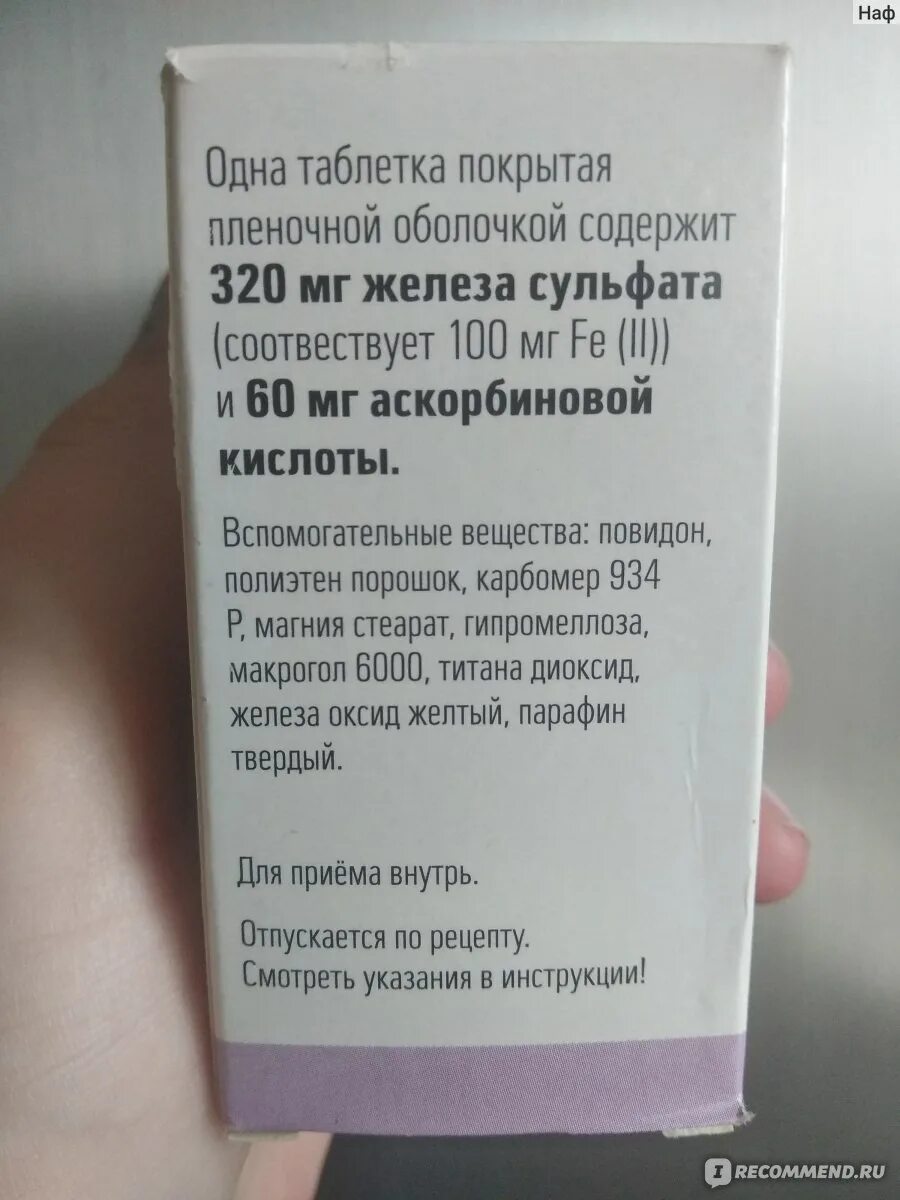 Наф
Одна таблетка покрытая
пленочной оболочкой содержит
320 мг железа сульфата
(соотвествует 100 мг Fe (II))
и 60 мг аскорбиновой
кислоты.
Вспомогательные вещества: повидон,
полиэтен порошок, карбомер 934
Р, магния стеарат, гипромеллоза,
макрогол 6000, титана диоксид,
железа оксид желтый, парафин
твердый.
Для приёма внутрь.
Отпускается по рецепту.
Смотреть указания в инструкции!
IRECOMMEND.RU